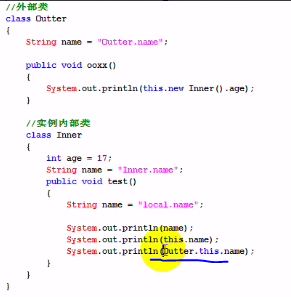 //外部类
class Outter
{
String name = "Outter.name";
public void ooxx()
{
System.out.println(this.new Inner().age);
}
//实例内部类
class Inner
{
int age = 17;
String name = "Inner.name";
public void test()
{
String name = "local.name";
System.out.println(name);
System.out.println(this.name);
System.out.println(Outter.this.name);
}
}
}